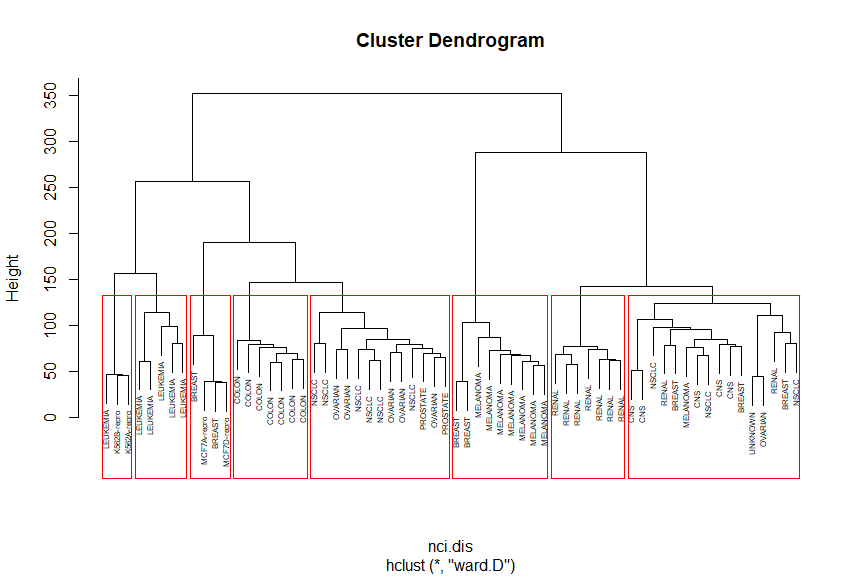 Cluster Dendrogram
Height
350
300
250
200
150
100
50
0
LEUKEMIA
K562B-repro
K562A-repro
LEUKEMIA
LEUKEMIA
LEUKEMIA
LEUKEMIA
LEUKEMIA
BREAST
MCF7A-repro
BREAST
MCF7D-repro
COLON
COLON
COLON
COLON
COLON
COLON
COLON
NSCLC
NSCLC
OVARIAN
OVARIAN
NSCLC
NSCLC
NSCLC
OVARIAN
OVARIAN
NSCLC
PROSTATE
OVARIAN
PROSTATE
BREAST
BREAST
MELANOMA
MELANOMA
MELANOMA
MELANOMA
MELANOMA
MELANOMA
MELANOMA
RENAL
RENAL
RENAL
RENAL
RENAL
RENAL
RENAL
CNS
CNS
NSCLC
RENAL
BREAST
MELANOMA
CNS
NSCLC
CNS
CNS
BREAST
UNKNOWN
OVARIAN
RENAL
BREAST
NSCLC
nci.dis
hclust (*, "ward.D")